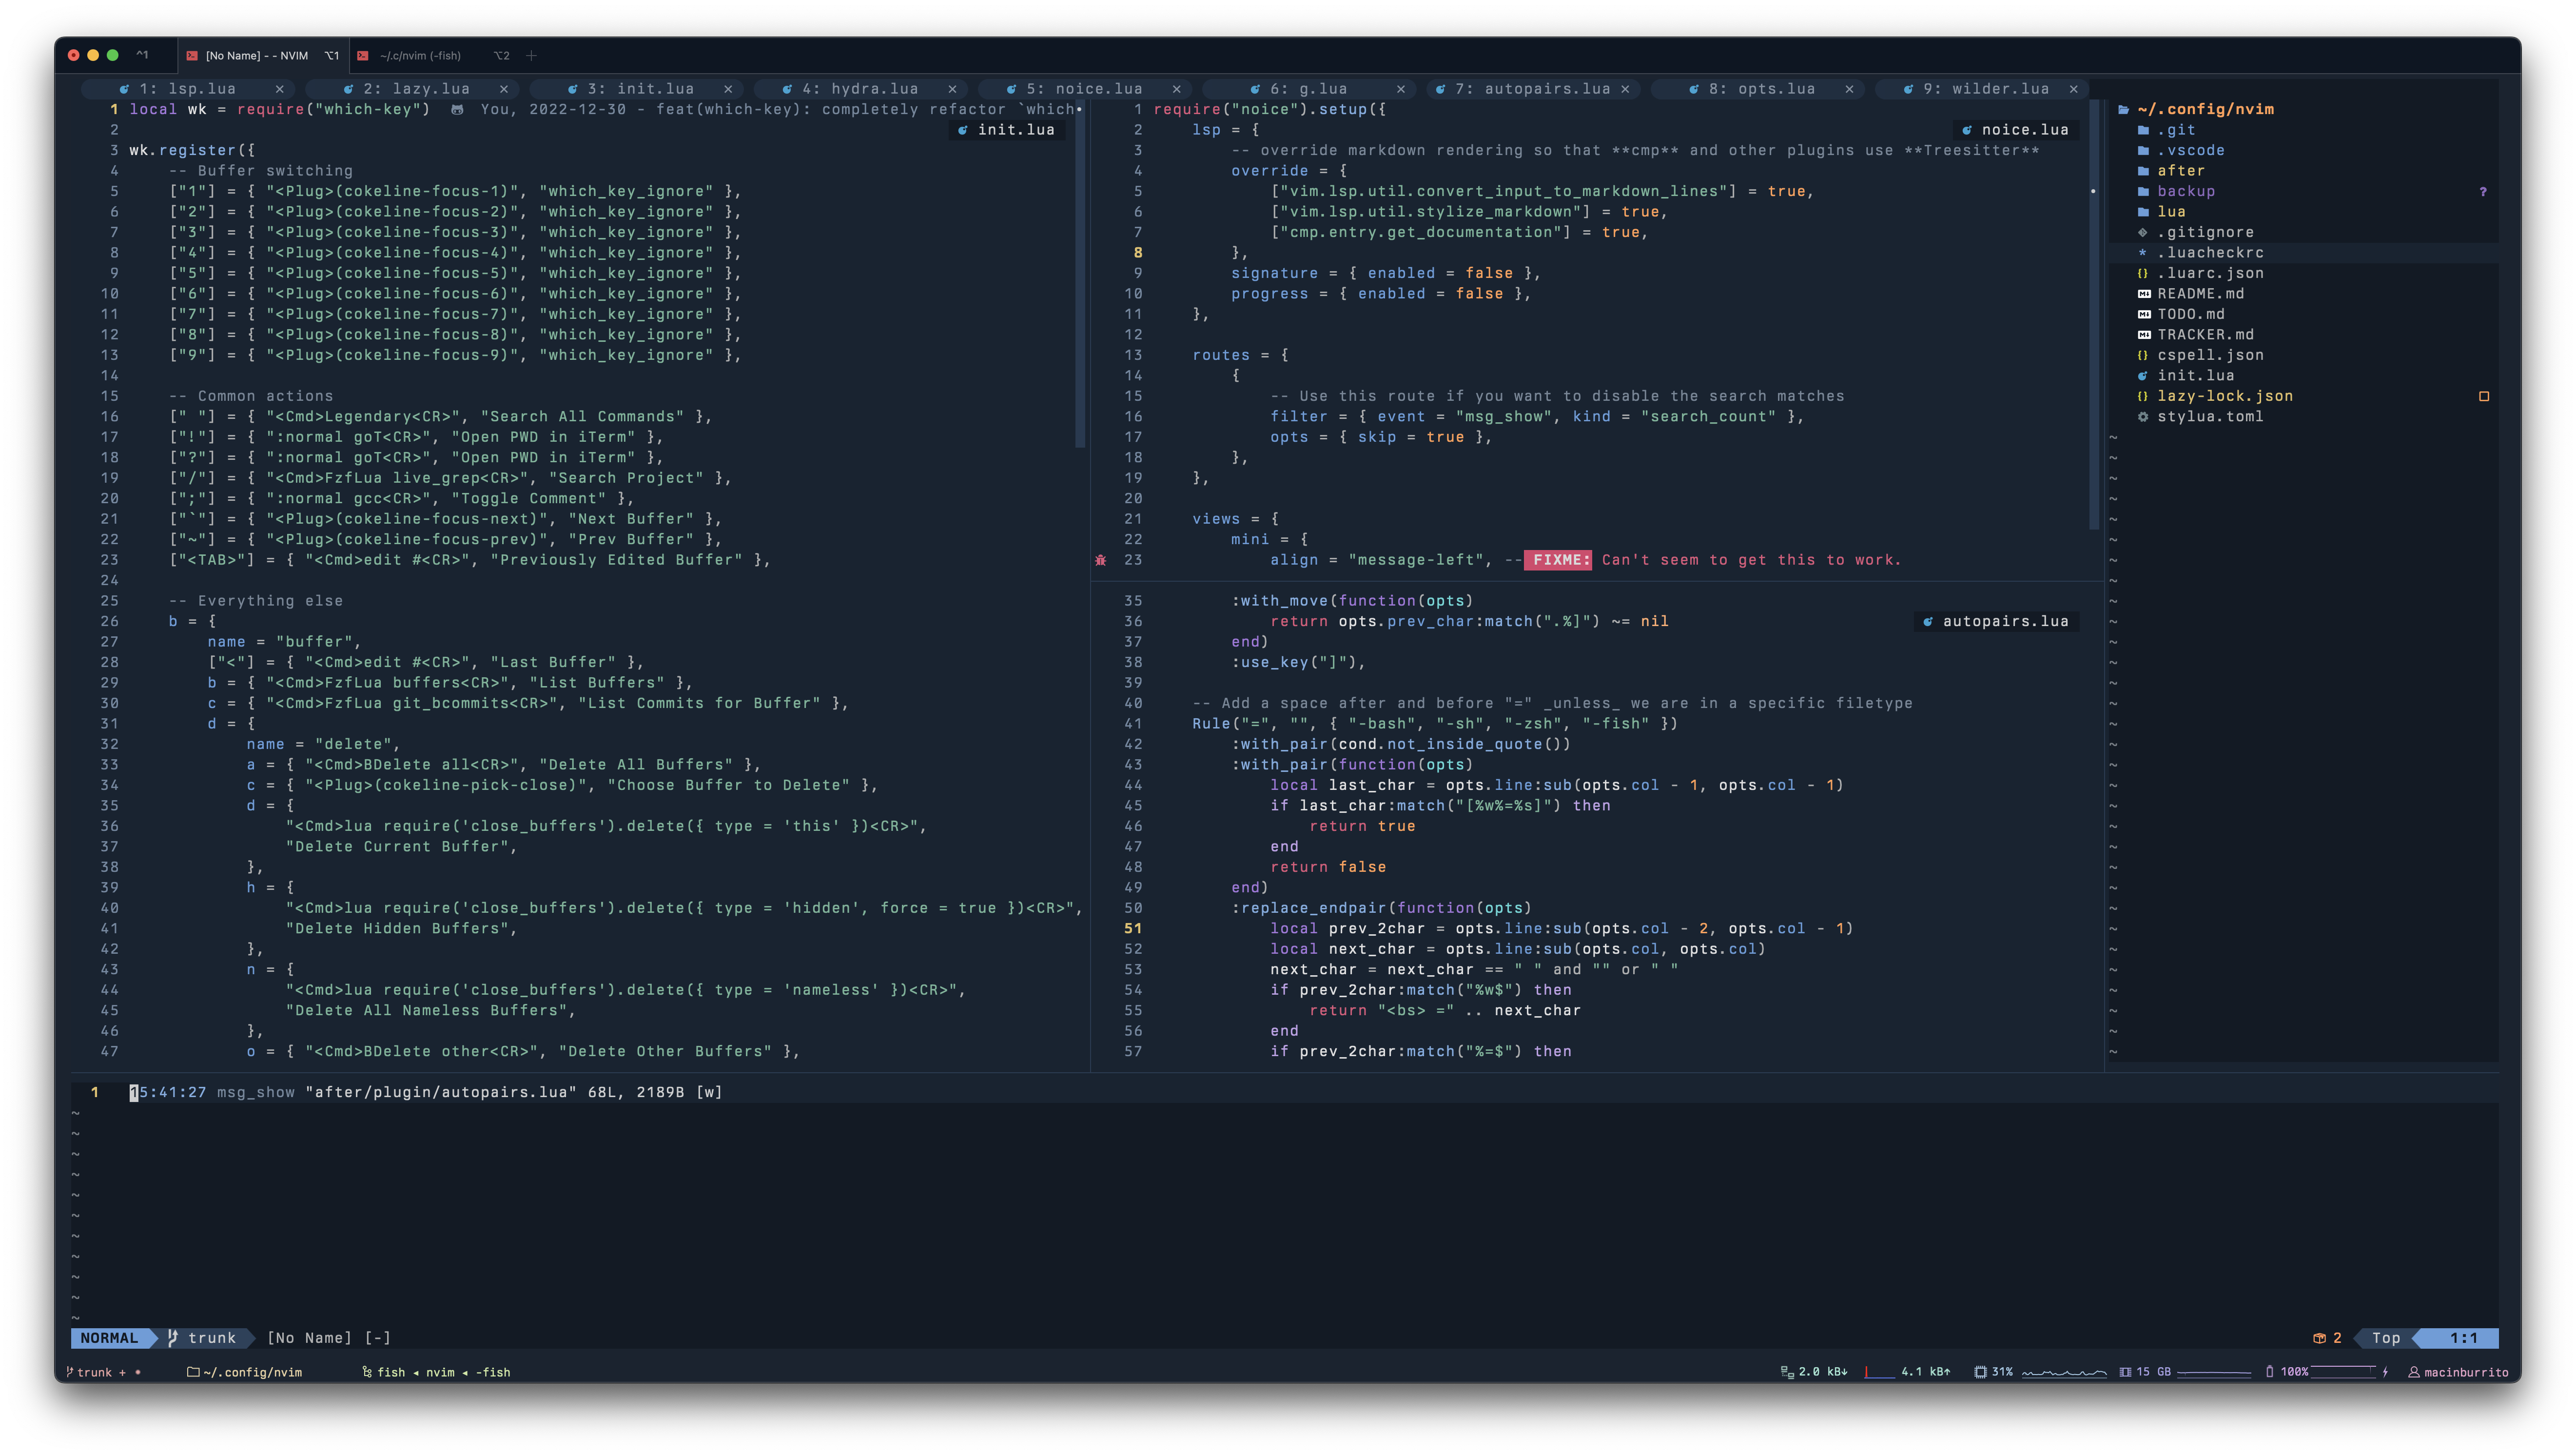 ⌃1 [No Name] - - NVIM ⌥1 ~/.c/nvim (-fish) ⌥2 +
1: lsp.lua × 2: lazy.lua × 3: init.lua × 4: hydra.lua × 5: noice.lua × 6: g.lua × 7: autopairs.lua × 8: opts.lua × 9: wilder.lua ×
1 local wk = require("which-key") You, 2022-12-30 - feat(which-key): completely refactor `which
init.lua
2
3 wk.register({
4 -- Buffer switching
5 ["1"] = { "<Plug>(cokeline-focus-1)", "which_key_ignore" },
6 ["2"] = { "<Plug>(cokeline-focus-2)", "which_key_ignore" },
7 ["3"] = { "<Plug>(cokeline-focus-3)", "which_key_ignore" },
8 ["4"] = { "<Plug>(cokeline-focus-4)", "which_key_ignore" },
9 ["5"] = { "<Plug>(cokeline-focus-5)", "which_key_ignore" },
10 ["6"] = { "<Plug>(cokeline-focus-6)", "which_key_ignore" },
11 ["7"] = { "<Plug>(cokeline-focus-7)", "which_key_ignore" },
12 ["8"] = { "<Plug>(cokeline-focus-8)", "which_key_ignore" },
13 ["9"] = { "<Plug>(cokeline-focus-9)", "which_key_ignore" },
14
15 -- Common actions
16 [" "] = { "<Cmd>Legendary<CR>", "Search All Commands" },
17 ["!"] = { ":normal goT<CR>", "Open PWD in iTerm" },
18 ["?"] = { ":normal goT<CR>", "Open PWD in iTerm" },
19 ["/"] = { "<Cmd>FzfLua live_grep<CR>", "Search Project" },
20 [";"] = { ":normal gcc<CR>", "Toggle Comment" },
21 ["`"] = { "<Plug>(cokeline-focus-next)", "Next Buffer" },
22 ["~"] = { "<Plug>(cokeline-focus-prev)", "Prev Buffer" },
23 ["<TAB>"] = { "<Cmd>edit #<CR>", "Previously Edited Buffer" },
24
25 -- Everything else
26 b = {
27 name = "buffer",
28 ["<"] = { "<Cmd>edit #<CR>", "Last Buffer" },
29 b = { "<Cmd>FzfLua buffers<CR>", "List Buffers" },
30 c = { "<Cmd>FzfLua git_bcommits<CR>", "List Commits for Buffer" },
31 d = {
32 name = "delete",
33 a = { "<Cmd>BDelete all<CR>", "Delete All Buffers" },
34 c = { "<Plug>(cokeline-pick-close)", "Choose Buffer to Delete" },
35 d = {
36 "<Cmd>lua require('close_buffers').delete({ type = 'this' })<CR>",
37 "Delete Current Buffer",
38 },
39 h = {
40 "<Cmd>lua require('close_buffers').delete({ type = 'hidden', force = true })<CR>",
41 "Delete Hidden Buffers",
42 },
43 n = {
44 "<Cmd>lua require('close_buffers').delete({ type = 'nameless' })<CR>",
45 "Delete All Nameless Buffers",
46 },
47 o = { "<Cmd>BDelete other<CR>", "Delete Other Buffers" },
1 require("noice").setup({
2 lsp = {
noice.lua
3 -- override markdown rendering so that **cmp** and other plugins use **Treesitter**
4 override = {
5 ["vim.lsp.util.convert_input_to_markdown_lines"] = true,
6 ["vim.lsp.util.stylize_markdown"] = true,
7 ["cmp.entry.get_documentation"] = true,
8 },
9 signature = { enabled = false },
10 progress = { enabled = false },
11 },
12
13 routes = {
14 {
15 -- Use this route if you want to disable the search matches
16 filter = { event = "msg_show", kind = "search_count" },
17 opts = { skip = true },
18 },
19 },
20
21 views = {
22 mini = {
23 align = "message-left", -- FIXME: Can't seem to get this to work.
35 :with_move(function(opts)
36 return opts.prev_char:match(".%]") ~= nil
autopairs.lua
37 end)
38 :use_key("]"),
39
40 -- Add a space after and before "=" _unless_ we are in a specific filetype
41 Rule("=", "", { "-bash", "-sh", "-zsh", "-fish" })
42 :with_pair(cond.not_inside_quote())
43 :with_pair(function(opts)
44 local last_char = opts.line:sub(opts.col - 1, opts.col - 1)
45 if last_char:match("[%w%=%s]") then
46 return true
47 end
48 return false
49 end)
50 :replace_endpair(function(opts)
51 local prev_2char = opts.line:sub(opts.col - 2, opts.col - 1)
52 local next_char = opts.line:sub(opts.col, opts.col)
53 next_char = next_char == " " and "" or " "
54 if prev_2char:match("%w$") then
55 return "<bs> =" .. next_char
56 end
57 if prev_2char:match("%=$") then
~/.config/nvim
.git
.vscode
after
backup ?
lua
.gitignore
.luacheckrc
.luarc.json
README.md
TODO.md
TRACKER.md
cspell.json
init.lua
lazy-lock.json
stylua.toml
1 15:41:27 msg_show "after/plugin/autopairs.lua" 68L, 2189B [w]
NORMAL trunk [No Name] [-] 2 Top 1:1
trunk + * ~/.config/nvim fish ◂ nvim ◂ -fish 2.0 kB↓ 4.1 kB↑ 31% 15 GB 100% macinburrito